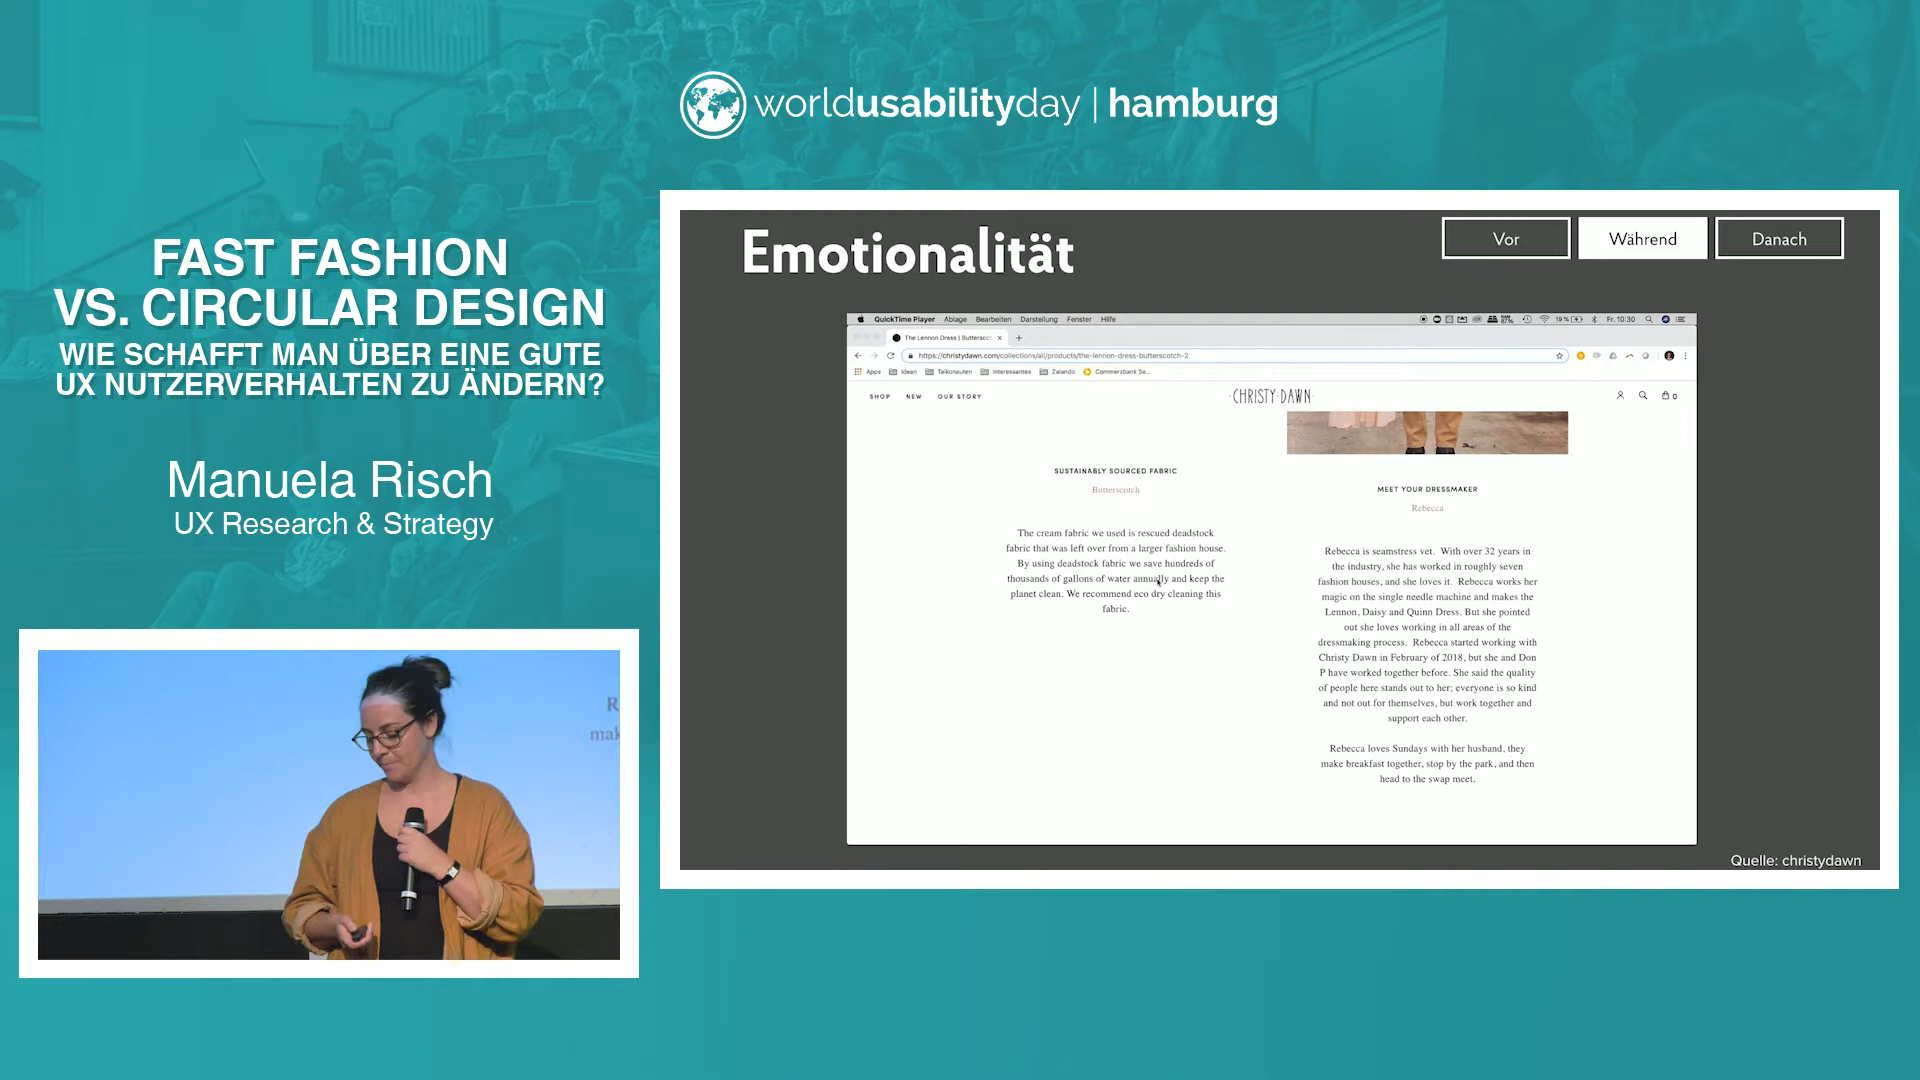 worldusabilityday | hamburg
FAST FASHION
VS. CIRCULAR DESIGN
WIE SCHAFFT MAN ÜBER EINE GUTE
UX NUTZERVERHALTEN ZU ÄNDERN?
Manuela Risch
UX Research & Strategy
R
mak
Emotionalität
Vor
Während
Danach
QuickTime Player Ablage Bearbeiten Darstellung Fenster Hilfe
19 % Fr. 10:30
The Lennon Dress | Butterscot
https://christydawn.com/collections/all/products/the-lennon-dress-butterscotch-2
Apps Idean Talkonauten Interessantes Zalando Commerzbank Se...
SHOP NEW OUR STORY
CHRISTY DAWN
0
SUSTAINABLY SOURCED FABRIC
Butterscotch
The cream fabric we used is rescued deadstock
fabric that was left over from a larger fashion house.
By using deadstock fabric we save hundreds of
thousands of gallons of water annually and keep the
planet clean. We recommend eco dry cleaning this
fabric.
MEET YOUR DRESSMAKER
Rebecca
Rebecca is seamstress vet. With over 32 years in
the industry, she has worked in roughly seven
fashion houses, and she loves it. Rebecca works her
magic on the single needle machine and makes the
Lennon, Daisy and Quinn Dress. But she pointed
out she loves working in all areas of the
dressmaking process. Rebecca started working with
Christy Dawn in February of 2018, but she and Don
P have worked together before. She said the quality
of people here stands out to her; everyone is so kind
and not out for themselves, but work together and
support each other.
Rebecca loves Sundays with her husband, they
make breakfast together, stop by the park, and then
head to the swap meet.
Quelle: christydawn